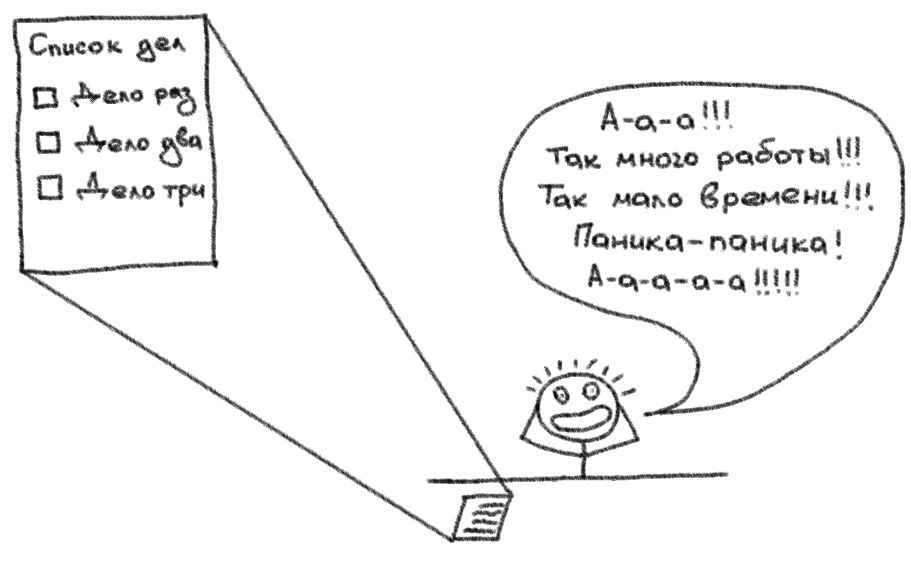 Список дел
Дело раз
Дело два
Дело три
А-а-а!!!
Так много работы!!!
Так мало времени!!!
Паника-паника!
А-а-а-а-а!!!!!